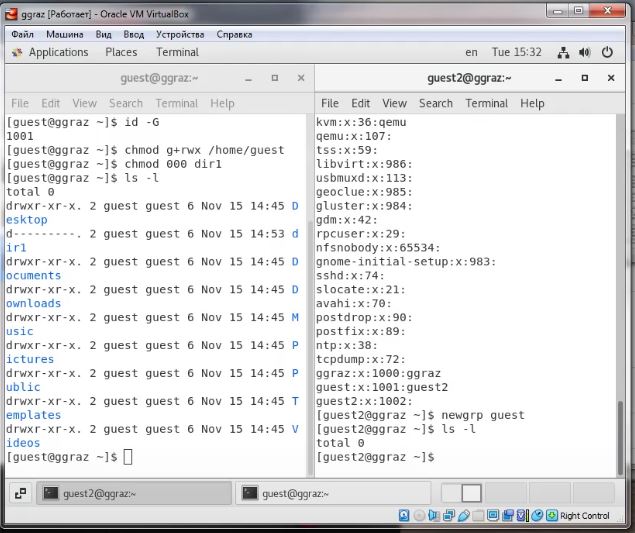 ggraz [Работает] - Oracle VM VirtualBox
Файл Машина Вид Ввод Устройства Справка
Applications Places Terminal en Tue 15:32
guest@ggraz:~
File Edit View Search Terminal Help
[guest@ggraz ~]$ id -G
1001
[guest@ggraz ~]$ chmod g+rwx /home/guest
[guest@ggraz ~]$ chmod 000 dir1
[guest@ggraz ~]$ ls -l
total 0
drwxr-xr-x. 2 guest guest 6 Nov 15 14:45 D
esktop
d---------. 2 guest guest 6 Nov 15 14:53 d
ir1
drwxr-xr-x. 2 guest guest 6 Nov 15 14:45 D
ocuments
drwxr-xr-x. 2 guest guest 6 Nov 15 14:45 D
ownloads
drwxr-xr-x. 2 guest guest 6 Nov 15 14:45 M
usic
drwxr-xr-x. 2 guest guest 6 Nov 15 14:45 P
ictures
drwxr-xr-x. 2 guest guest 6 Nov 15 14:45 P
ublic
drwxr-xr-x. 2 guest guest 6 Nov 15 14:45 T
emplates
drwxr-xr-x. 2 guest guest 6 Nov 15 14:45 V
ideos
[guest@ggraz ~]$
guest2@ggraz:~
File Edit View Search Terminal Help
kvm:x:36:qemu
qemu:x:107:
tss:x:59:
libvirt:x:986:
usbmuxd:x:113:
geoclue:x:985:
gluster:x:984:
gdm:x:42:
rpcuser:x:29:
nfsnobody:x:65534:
gnome-initial-setup:x:983:
sshd:x:74:
slocate:x:21:
avahi:x:70:
postdrop:x:90:
postfix:x:89:
ntp:x:38:
tcpdump:x:72:
ggraz:x:1000:ggraz
guest:x:1001:guest2
guest2:x:1002:
[guest2@ggraz ~]$ newgrp guest
[guest2@ggraz ~]$ ls -l
total 0
[guest2@ggraz ~]$
guest2@ggraz:~ guest@ggraz:~
Right Control